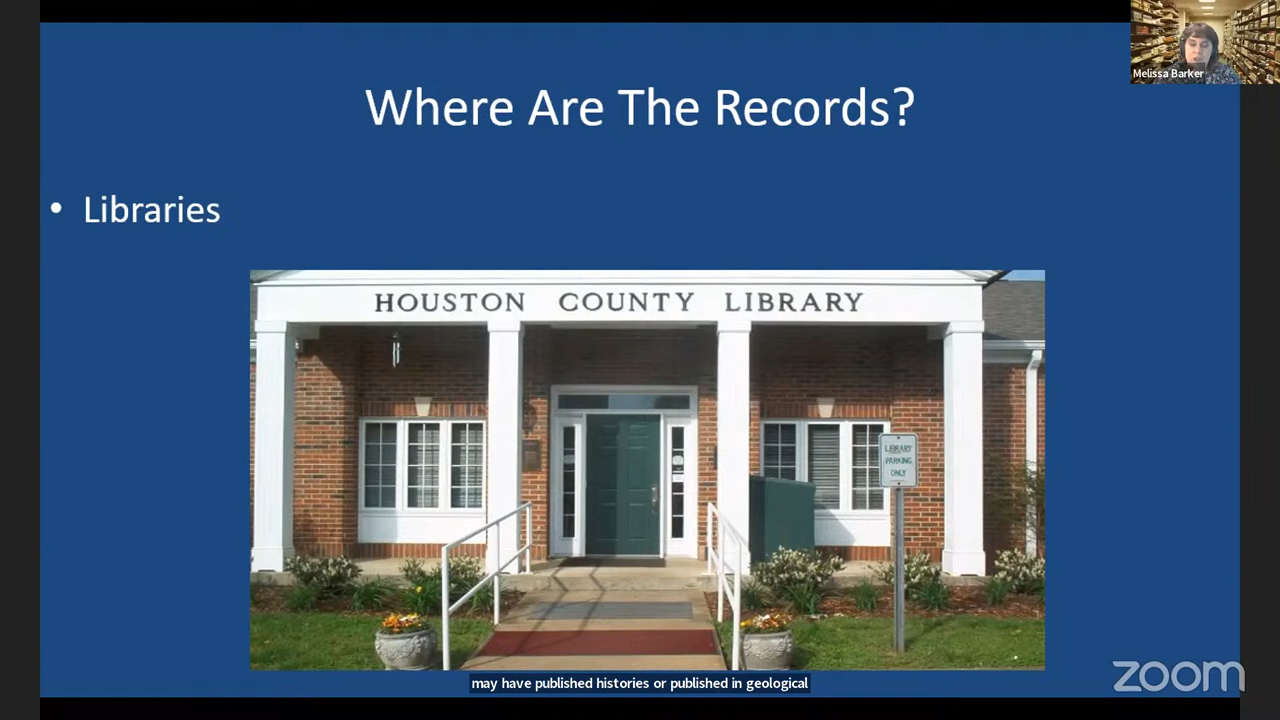 Melissa Barker
Where Are The Records?
• Libraries
HOUSTON COUNTY LIBRARY
LIBRARY
PARKING
ONLY
may have published histories or published in geological
zoom